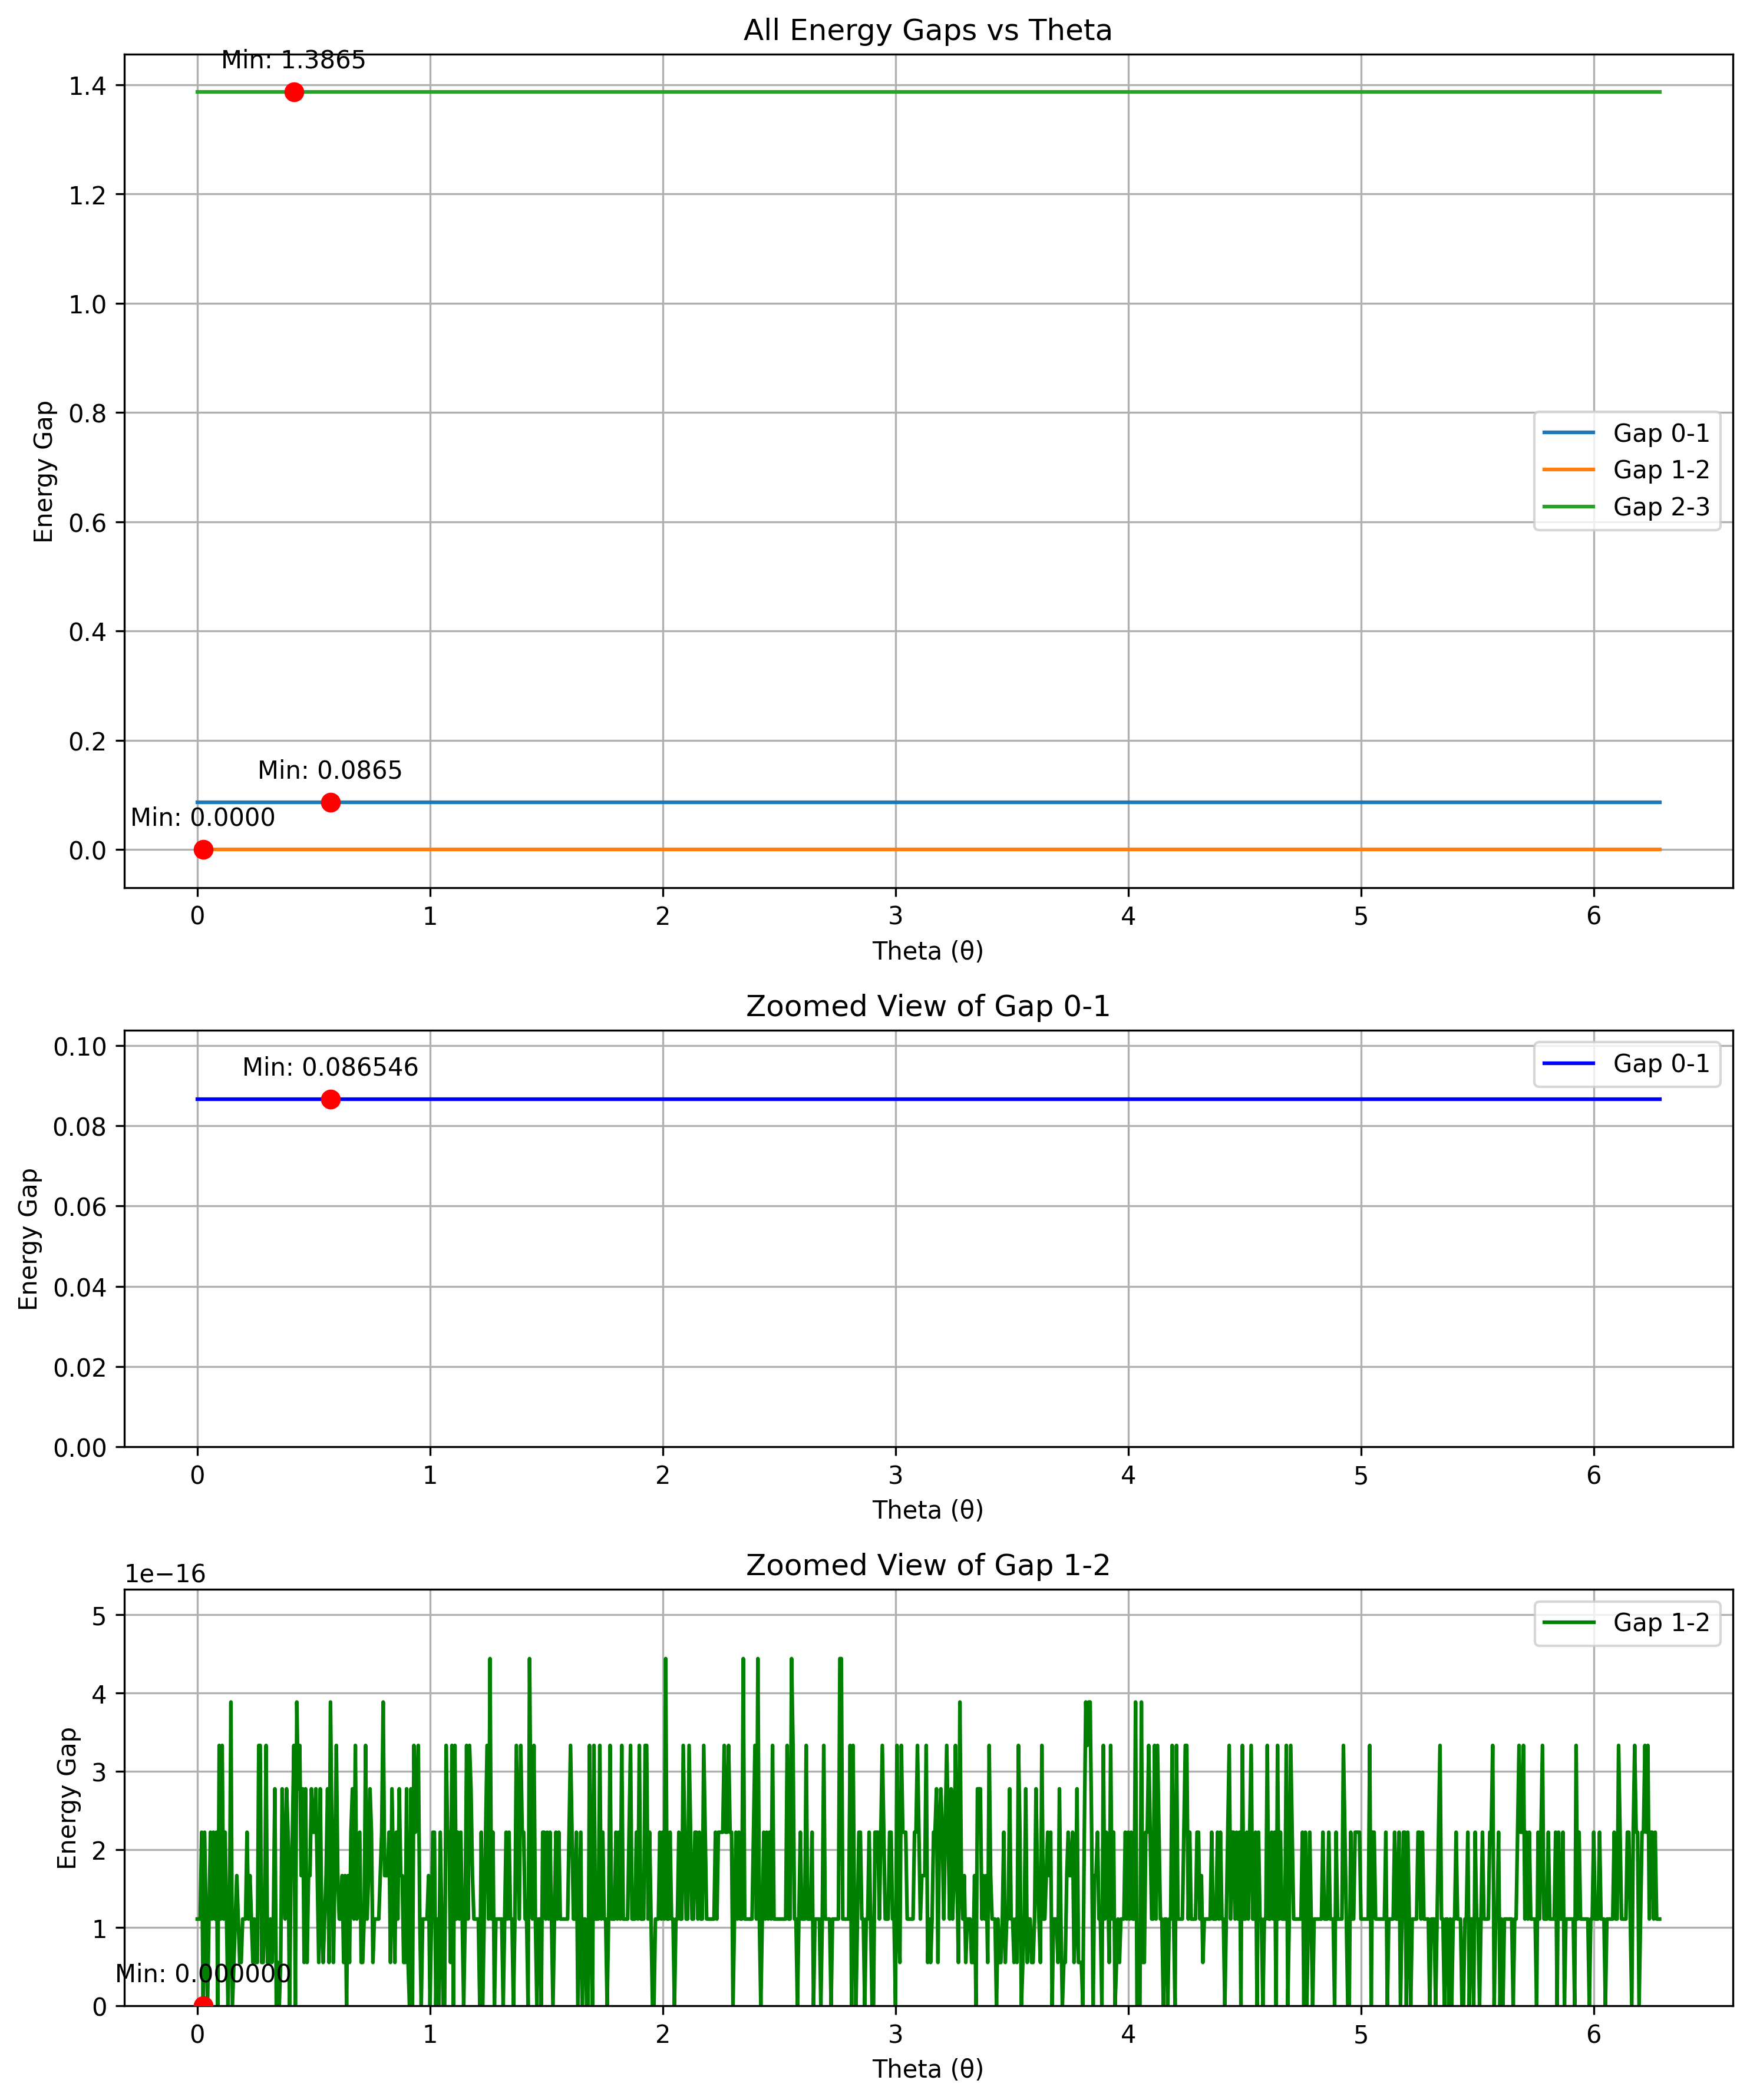 All Energy Gaps vs Theta
Min: 1.3865
1.4
1.2
1.0
0.8
0.6
0.4
0.2
0.0
Energy Gap
Gap 0-1
Gap 1-2
Gap 2-3
Min: 0.0865
Min: 0.0000
0 1 2 3 4 5 6
Theta (θ)
Zoomed View of Gap 0-1
0.10
0.08
0.06
0.04
0.02
0.00
Energy Gap
Min: 0.086546
Gap 0-1
0 1 2 3 4 5 6
Theta (θ)
Zoomed View of Gap 1-2
1e−16
5
4
3
2
1
0
Energy Gap
Gap 1-2
Min: 0.000000
0 1 2 3 4 5 6
Theta (θ)